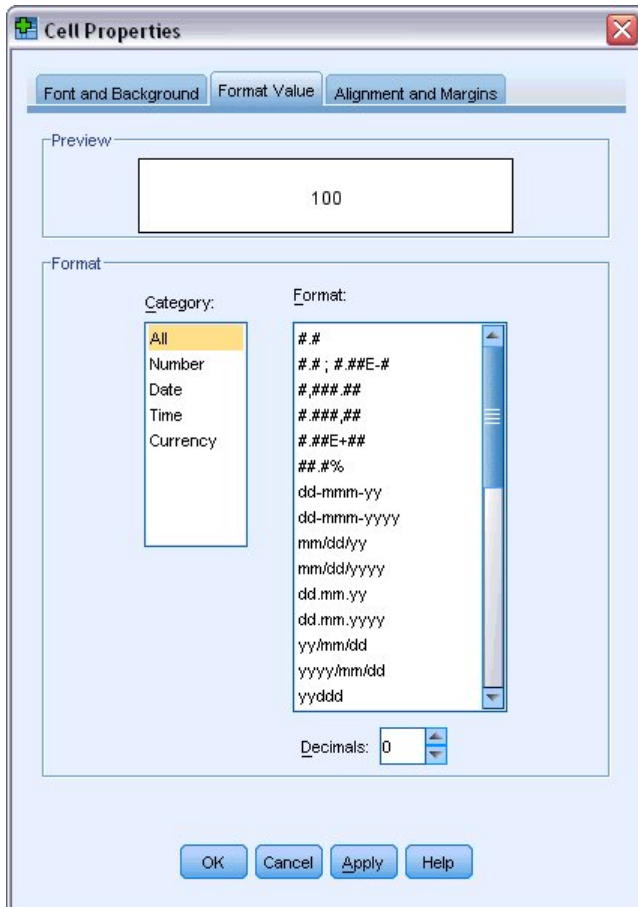 Cell Properties
Font and Background
Format Value
Alignment and Margins
Preview
100
Format
Category:
All
Number
Date
Time
Currency
Format:
#.#
#.# ; #.##E-#
#,###.##
#.###,##
#.##E+##
##.#%
dd-mmm-yy
dd-mmm-yyyy
mm/dd/yy
mm/dd/yyyy
dd.mm.yy
dd.mm.yyyy
yy/mm/dd
yyyy/mm/dd
yyddd
Decimals: 0
OK
Cancel
Apply
Help